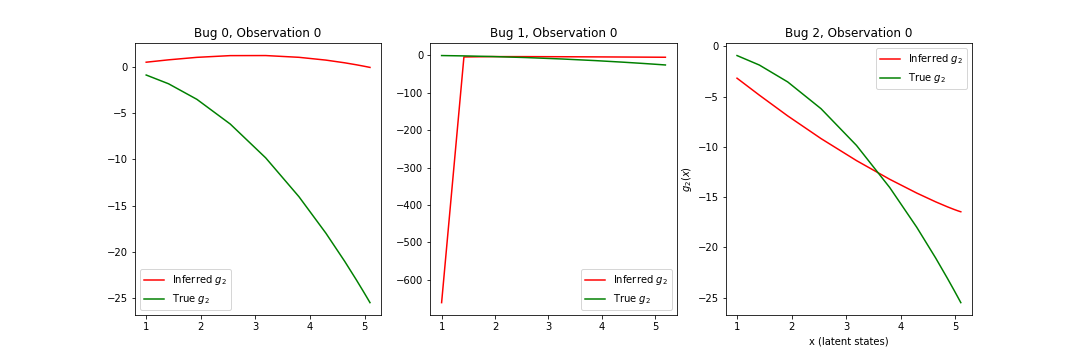 Bug 0, Observation 0
0
−5
−10
−15
−20
−25
1 2 3 4 5
Inferred g₂
True g₂
Bug 1, Observation 0
0
−100
−200
−300
−400
−500
−600
1 2 3 4 5
Inferred g₂
True g₂
Bug 2, Observation 0
g₂(x)
0
−5
−10
−15
−20
−25
1 2 3 4 5
x (latent states)
Inferred g₂
True g₂